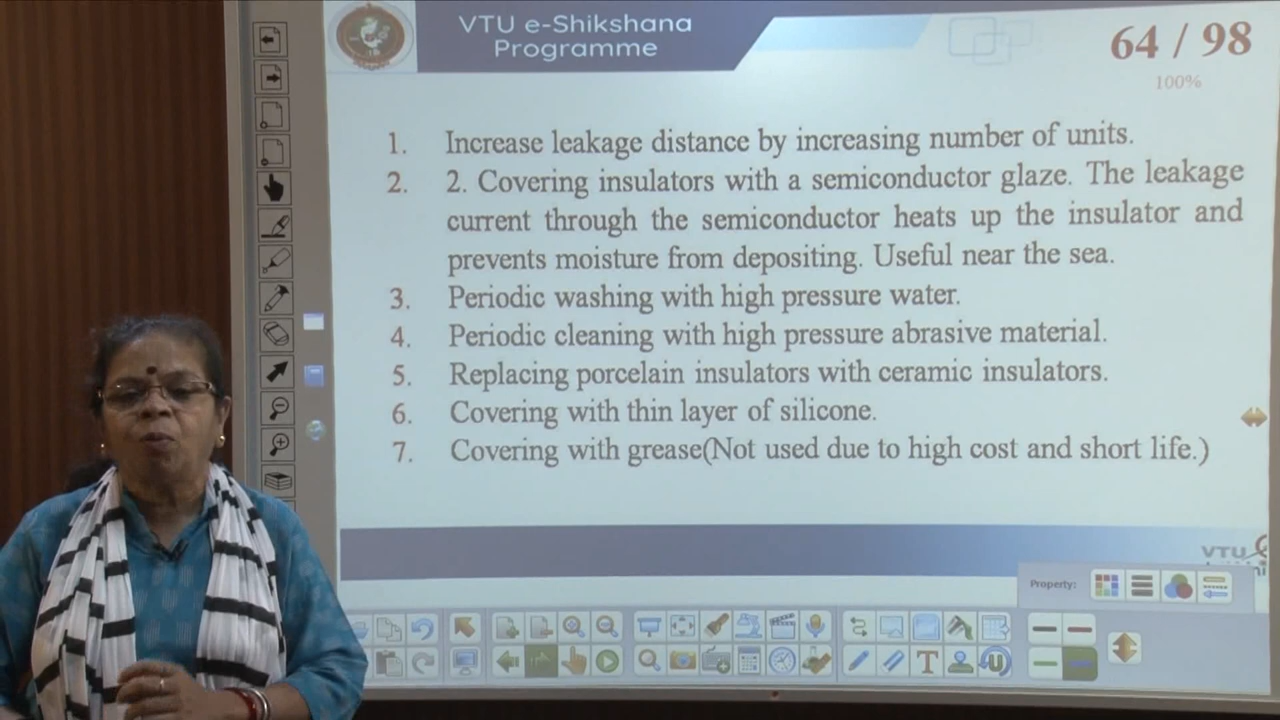 VTU e-Shikshana
Programme
64 / 98
100%
1. Increase leakage distance by increasing number of units.
2. 2. Covering insulators with a semiconductor glaze. The leakage
current through the semiconductor heats up the insulator and
prevents moisture from depositing. Useful near the sea.
3. Periodic washing with high pressure water.
4. Periodic cleaning with high pressure abrasive material.
5. Replacing porcelain insulators with ceramic insulators.
6. Covering with thin layer of silicone.
7. Covering with grease(Not used due to high cost and short life.)
VTU
Property: